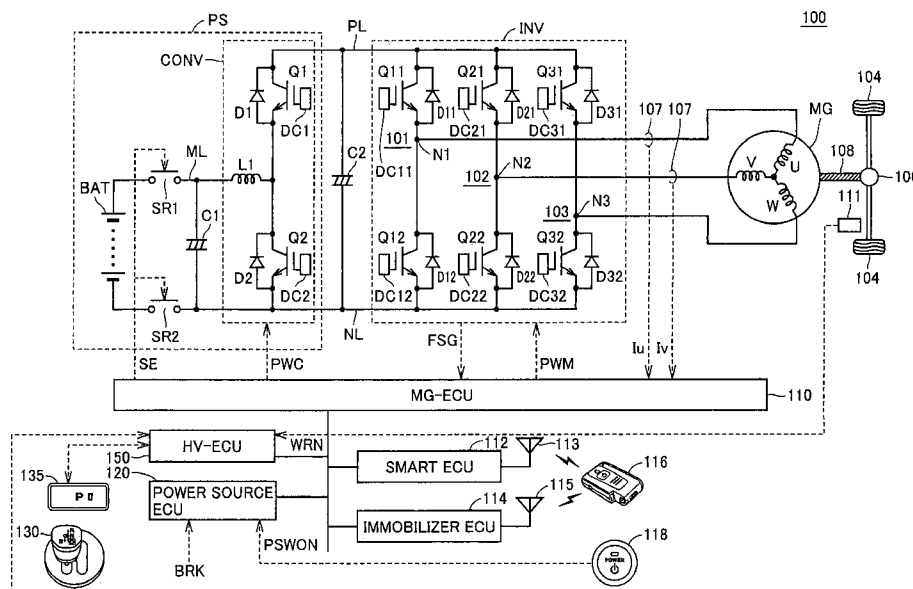 100
PS
CONV
PL
INV
Q1
D1
DC1
Q11
D11
DC11
Q21
D21
DC21
Q31
D31
DC31
107
107
104
MG
101
N1
C2
ML
L1
BAT
SR1
C1
102
N2
V
U
W
108
106
111
103
N3
Q2
D2
DC2
Q12
D12
DC12
Q22
D22
DC22
Q32
D32
DC32
104
SR2
NL
SE
PWC
FSG
PWM
Iu
Iv
MG-ECU
110
HV-ECU
150
WRN
112
113
SMART ECU
116
135
P
120
POWER SOURCE ECU
114
115
IMMOBILIZER ECU
130
BRK
PSWON
118
POWER